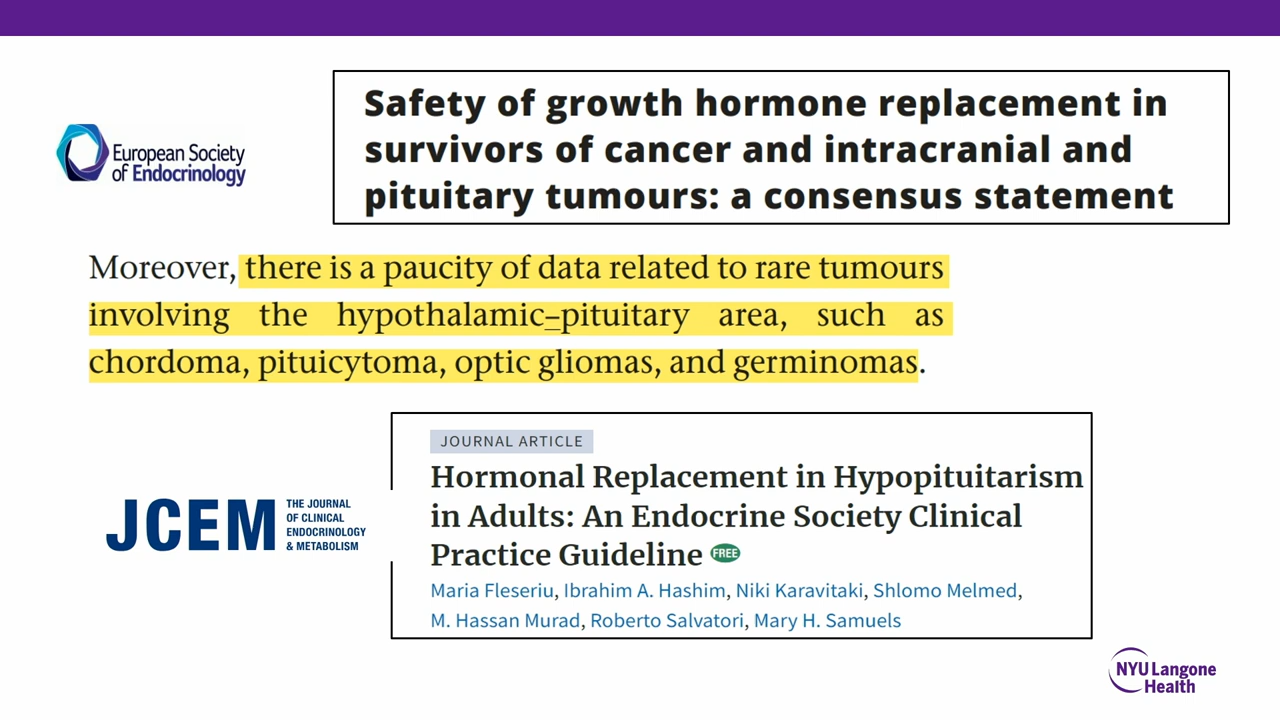 Safety of growth hormone replacement in
survivors of cancer and intracranial and
pituitary tumours: a consensus statement
European Society
of Endocrinology
Moreover, there is a paucity of data related to rare tumours
involving the hypothalamic–pituitary area, such as
chordoma, pituicytoma, optic gliomas, and germinomas.
JCEM
THE JOURNAL
OF CLINICAL
ENDOCRINOLOGY
& METABOLISM
JOURNAL ARTICLE
Hormonal Replacement in Hypopituitarism
in Adults: An Endocrine Society Clinical
Practice Guideline FREE
Maria Fleseriu, Ibrahim A. Hashim, Niki Karavitaki, Shlomo Melmed,
M. Hassan Murad, Roberto Salvatori, Mary H. Samuels
NYU Langone
Health